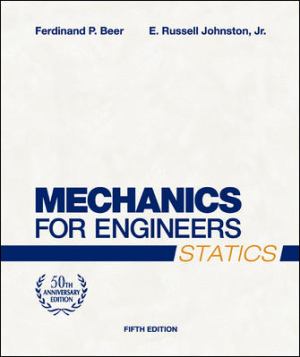 Ferdinand P. Beer E. Russell Johnston, Jr.
MECHANICS
FOR ENGINEERS
STATICS
50TH
ANNIVERSARY
EDITION
FIFTH EDITION